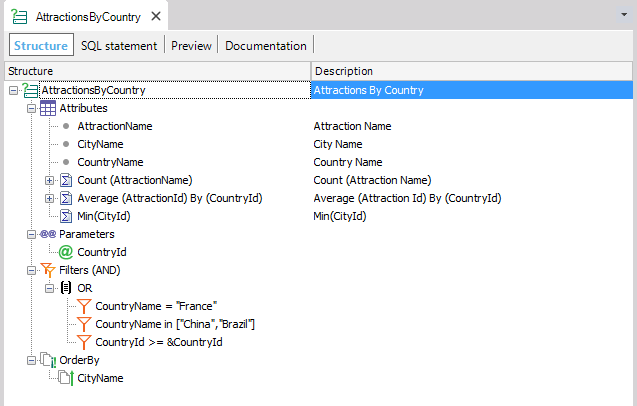 AttractionsByCountry
Structure SQL statement Preview Documentation
Structure Description
AttractionsByCountry Attractions By Country
Attributes
AttractionName Attraction Name
CityName City Name
CountryName Country Name
Count (AttractionName) Count (Attraction Name)
Average (AttractionId) By (CountryId) Average (Attraction Id) By (CountryId)
Min(CityId) Min(CityId)
Parameters
CountryId
Filters (AND)
OR
CountryName = "France"
CountryName in ["China","Brazil"]
CountryId >= &CountryId
OrderBy
CityName